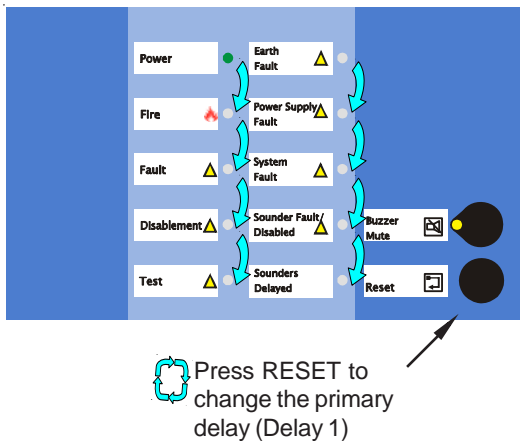 Power
Earth
Fault
Fire
Power Supply
Fault
Fault
System
Fault
Disablement
Sounder Fault/
Disabled
Buzzer
Mute
Test
Sounders
Delayed
Reset
Press RESET to
change the primary
delay (Delay 1)